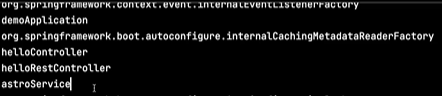 org.springframework.context.event.internalEventListenerFactory
demoApplication
org.springframework.boot.autoconfigure.internalCachingMetadataReaderFactory
helloController
helloRestController
astroService